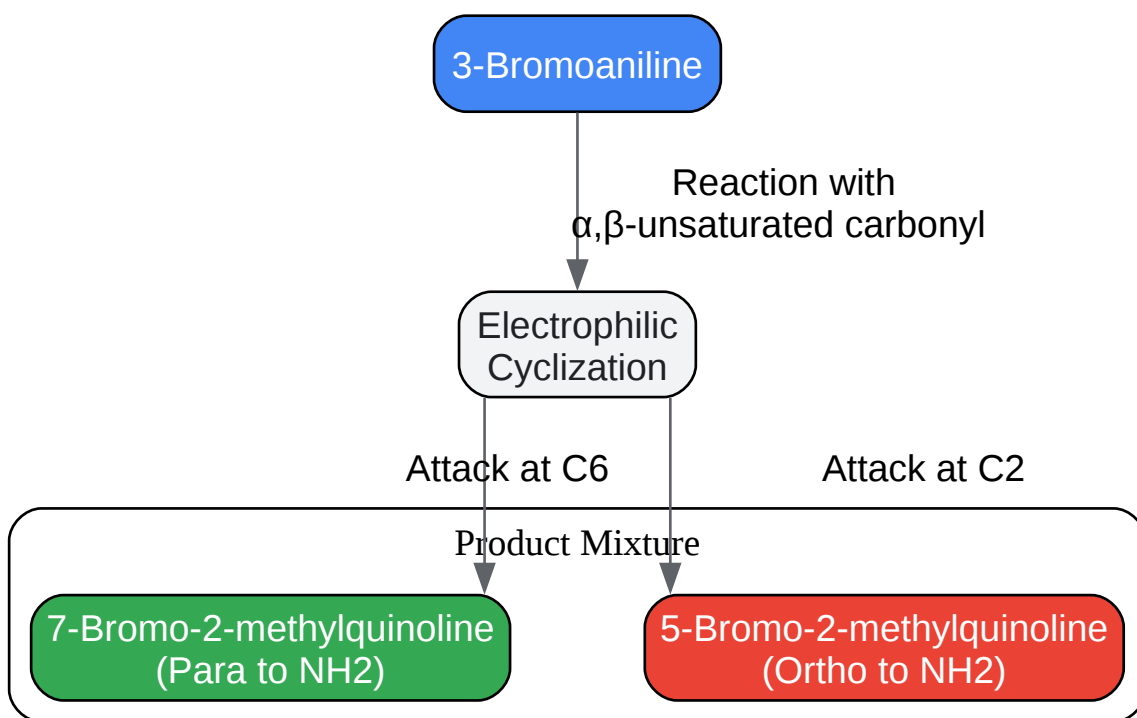 3-Bromoaniline
Reaction with
α,β-unsaturated carbonyl
Electrophilic
Cyclization
Attack at C6
Attack at C2
Product Mixture
7-Bromo-2-methylquinoline
(Para to NH2)
5-Bromo-2-methylquinoline
(Ortho to NH2)